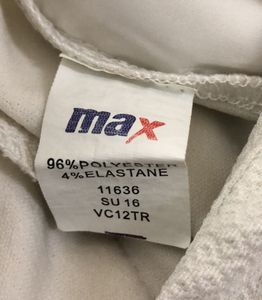 max
96% POLYESTER
4% ELASTANE
11636
SU 16
VC12TR